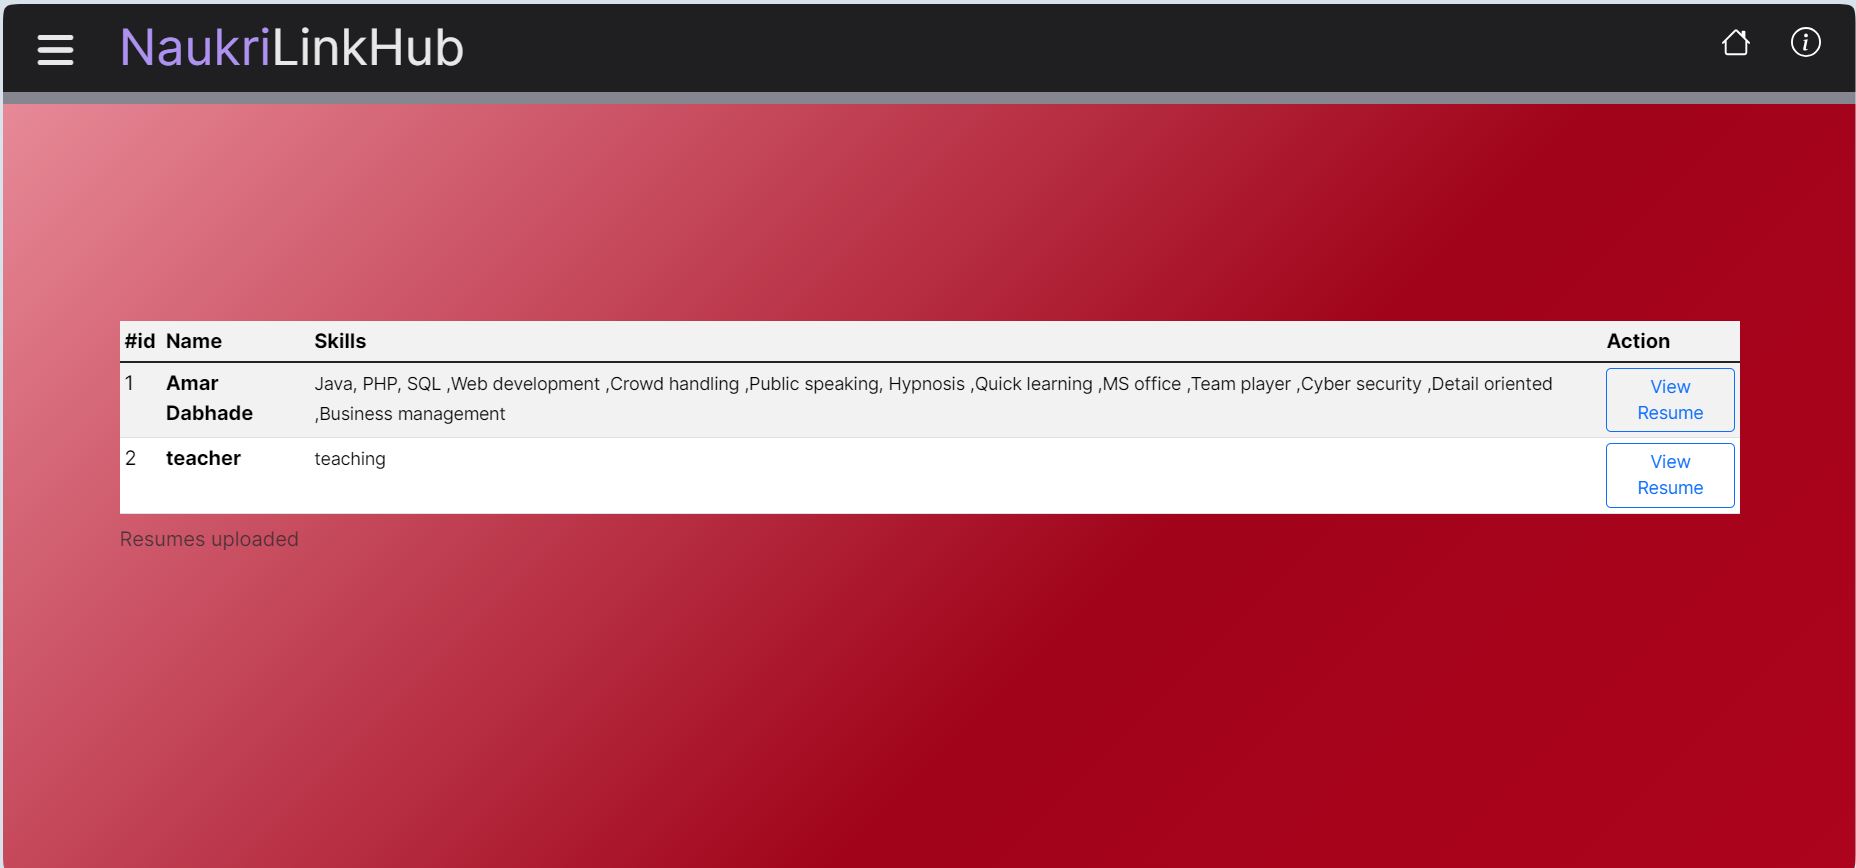 NaukriLinkHub
#id Name Skills Action
1 Amar Dabhade Java, PHP, SQL ,Web development ,Crowd handling ,Public speaking, Hypnosis ,Quick learning ,MS office ,Team player ,Cyber security ,Detail oriented
,Business management
View
Resume
2 teacher teaching
View
Resume
Resumes uploaded